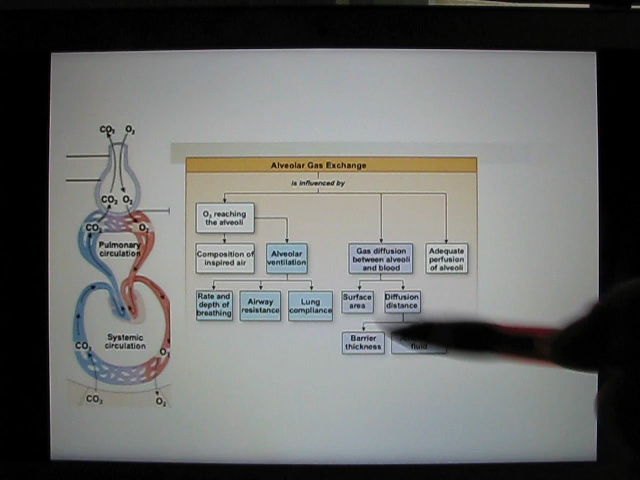 CO₂ O₂
CO₂ O₂
CO₂ O₂
Pulmonary
circulation
Systemic
circulation
CO₂ O₂
CO₂ O₂
Alveolar Gas Exchange
is influenced by
O₂ reaching
the alveoli
Composition of
inspired air
Alveolar
ventilation
Gas diffusion
between alveoli
and blood
Adequate
perfusion
of alveoli
Rate and
depth of
breathing
Airway
resistance
Lung
compliance
Surface
area
Diffusion
distance
Barrier
thickness
fluid